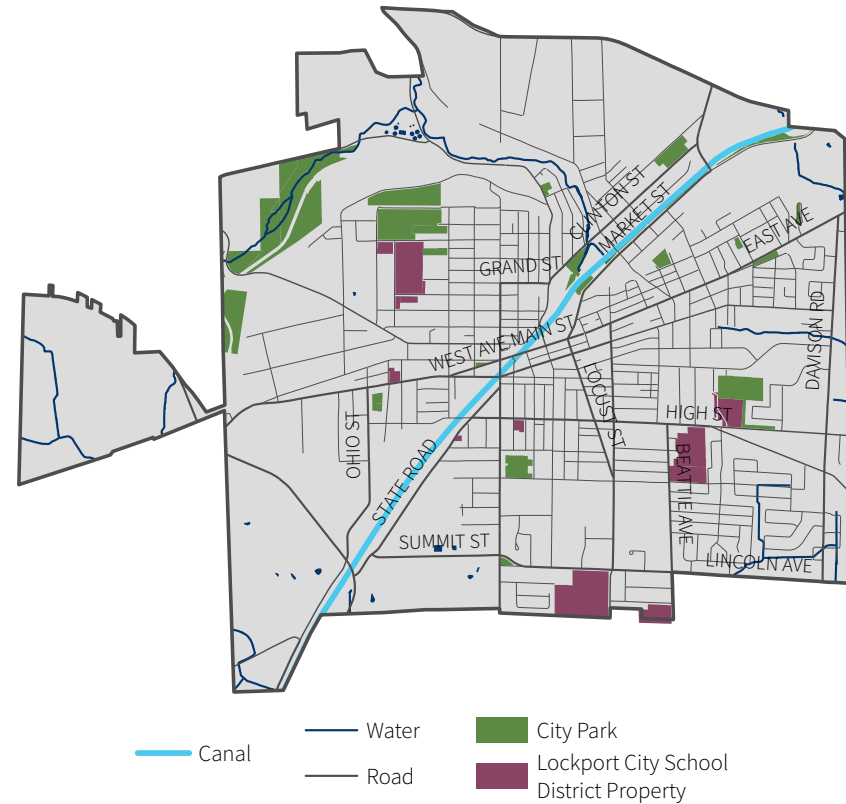 CLINTON ST
MARKET ST
EAST AVE
GRAND ST
DAVISON RD
WEST AVE
MAIN ST
LOCUST ST
HIGH ST
OHIO ST
STATE ROAD
BEATTIE AVE
SUMMIT ST
LINCOLN AVE
Canal
Water
Road
City Park
Lockport City School
District Property